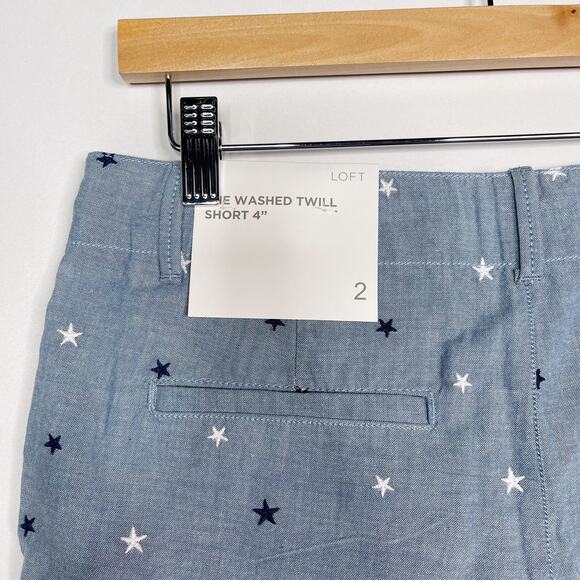 LOFT
WASHED TWILL
SHORT 4”
2